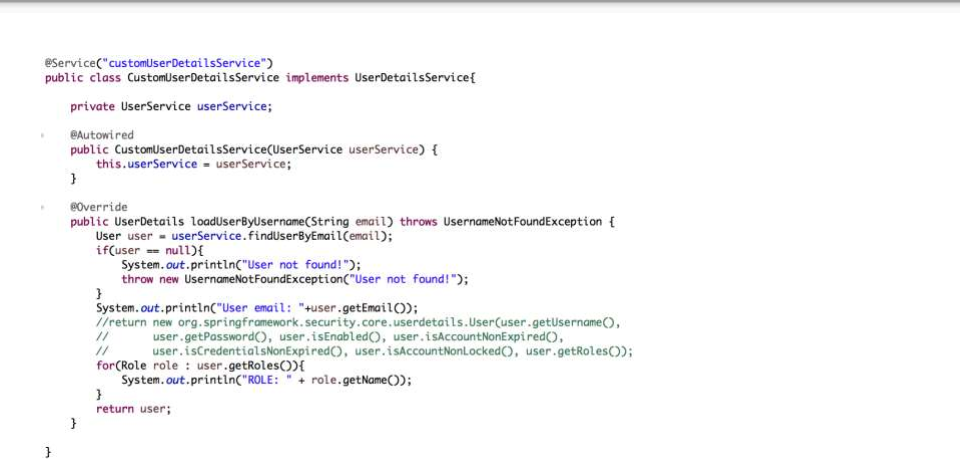 @Service("customUserDetailsService")
public class CustomUserDetailsService implements UserDetailsService{
private UserService userService;
@Autowired
public CustomUserDetailsService(UserService userService) {
this.userService = userService;
}
@Override
public UserDetails loadUserByUsername(String email) throws UsernameNotFoundException {
User user = userService.findUserByEmail(email);
if(user == null){
System.out.println("User not found!");
throw new UsernameNotFoundException("User not found!");
}
System.out.println("User email: "+user.getEmail());
//return new org.springframework.security.core.userdetails.User(user.getUsername(),
// user.getPassword(), user.isEnabled(), user.isAccountNonExpired(),
// user.isCredentialsNonExpired(), user.isAccountNonLocked(), user.getRoles());
for(Role role : user.getRoles()){
System.out.println("ROLE: " + role.getName());
}
return user;
}
}